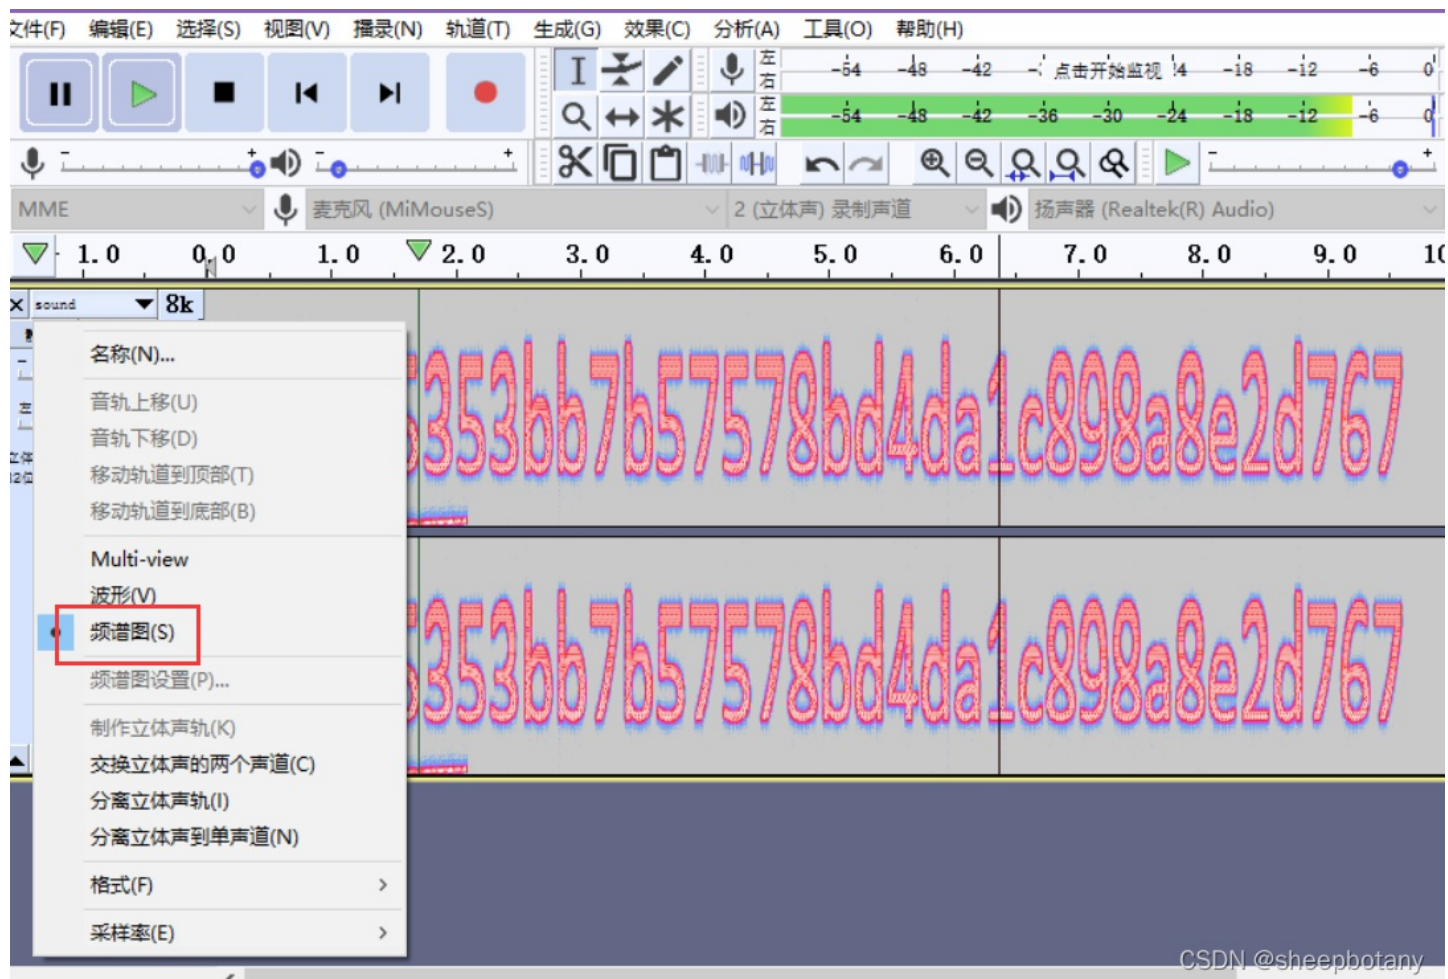 文件(F) 编辑(E) 选择(S) 视图(V) 播录(N) 轨道(T) 生成(G) 效果(C) 分析(A) 工具(O) 帮助(H)
左 -54 -48 -42 点击开始监视 -18 -12 -6 0
右
左 -54 -48 -42 -36 -30 -24 -18 -12 -6 0
右
MME 麦克风 (MiMouseS) 2 (立体声) 录制声道 扬声器 (Realtek(R) Audio)
1.0 0.0 1.0 2.0 3.0 4.0 5.0 6.0 7.0 8.0 9.0 10
sound 8k
名称(N)...
音轨上移(U)
音轨下移(D)
移动轨道到顶部(T)
移动轨道到底部(B)
Multi-view
波形(V)
频谱图(S)
频谱图设置(P)...
制作立体声轨(K)
交换立体声的两个声道(C)
分离立体声轨(I)
分离立体声到单声道(N)
格式(F)
采样率(E)
5353bb7b57578bd4da1c898a8e2d767
5353bb7b57578bd4da1c898a8e2d767
CSDN @sheepbotany